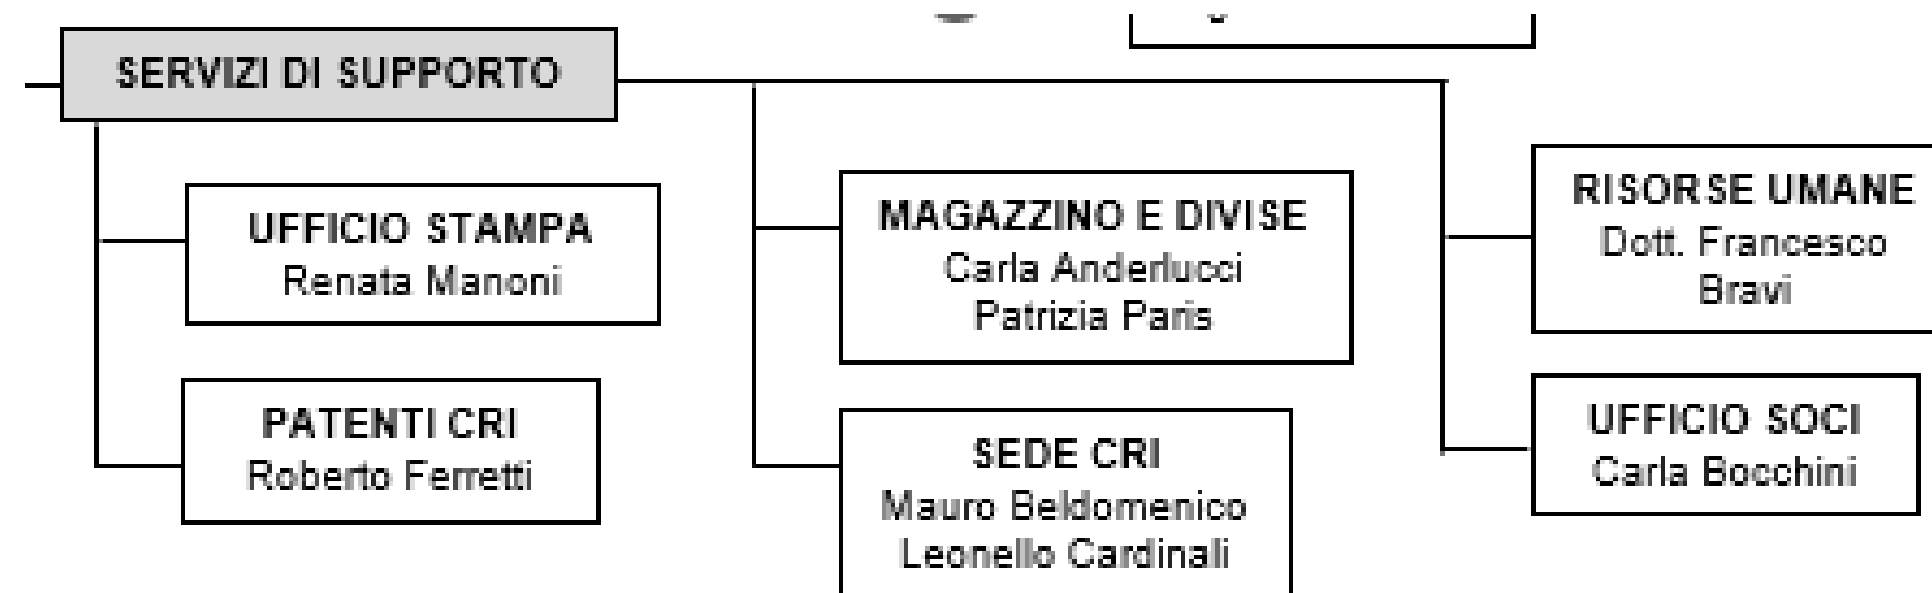 SERVIZI DI SUPPORTO
UFFICIO STAMPA
Renata Manoni
PATENTI CRI
Roberto Ferretti
MAGAZZINO E DIVISE
Carla Anderlucci
Patrizia Paris
SEDE CRI
Mauro Beldomenico
Leonello Cardinali
RISORSE UMANE
Dott. Francesco
Bravi
UFFICIO SOCI
Carla Bocchini